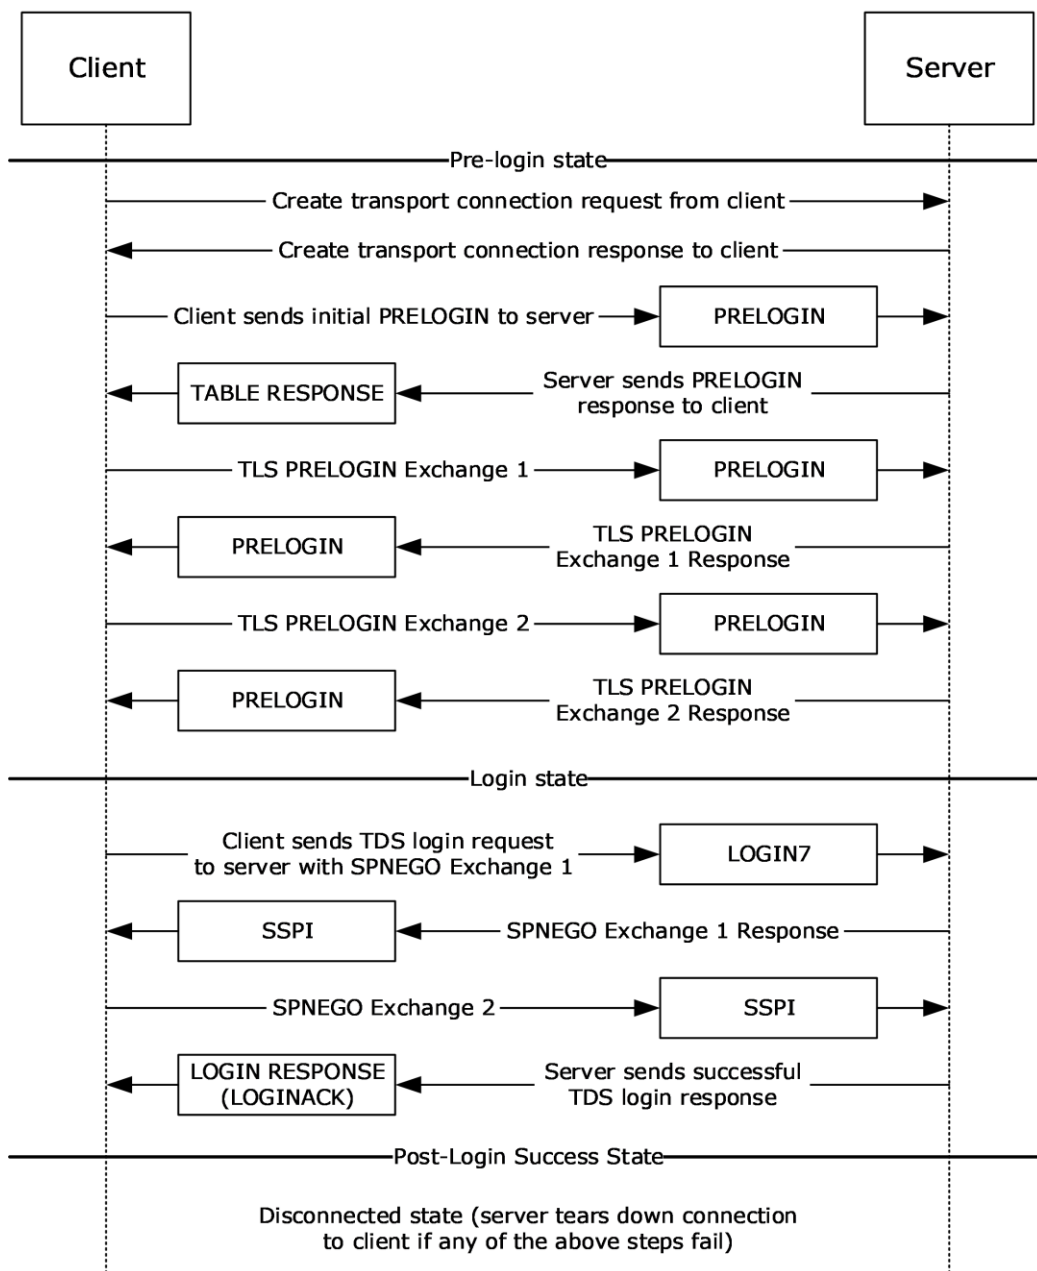 Client
Server
Pre-login state
Create transport connection request from client
Create transport connection response to client
Client sends initial PRELOGIN to server
PRELOGIN
TABLE RESPONSE
Server sends PRELOGIN
response to client
TLS PRELOGIN Exchange 1
PRELOGIN
PRELOGIN
TLS PRELOGIN
Exchange 1 Response
TLS PRELOGIN Exchange 2
PRELOGIN
PRELOGIN
TLS PRELOGIN
Exchange 2 Response
Login state
Client sends TDS login request
to server with SPNEGO Exchange 1
LOGIN7
SSPI
SPNEGO Exchange 1 Response
SPNEGO Exchange 2
SSPI
LOGIN RESPONSE
(LOGINACK)
Server sends successful
TDS login response
Post-Login Success State
Disconnected state (server tears down connection
to client if any of the above steps fail)